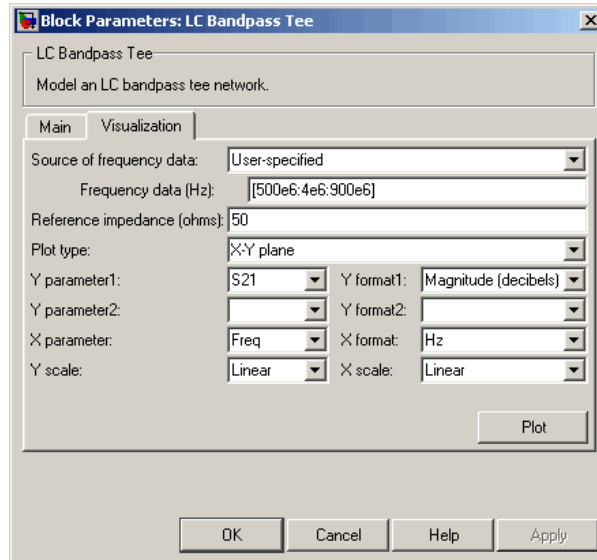 Block Parameters: LC Bandpass Tee
LC Bandpass Tee
Model an LC bandpass tee network.
Main Visualization
Source of frequency data: User-specified
Frequency data (Hz): [500e6:4e6:900e6]
Reference impedance (ohms): 50
Plot type: X-Y plane
Y parameter1: S21 Y format1: Magnitude (decibels)
Y parameter2: Y format2:
X parameter: Freq X format: Hz
Y scale: Linear X scale: Linear
Plot
OK Cancel Help Apply